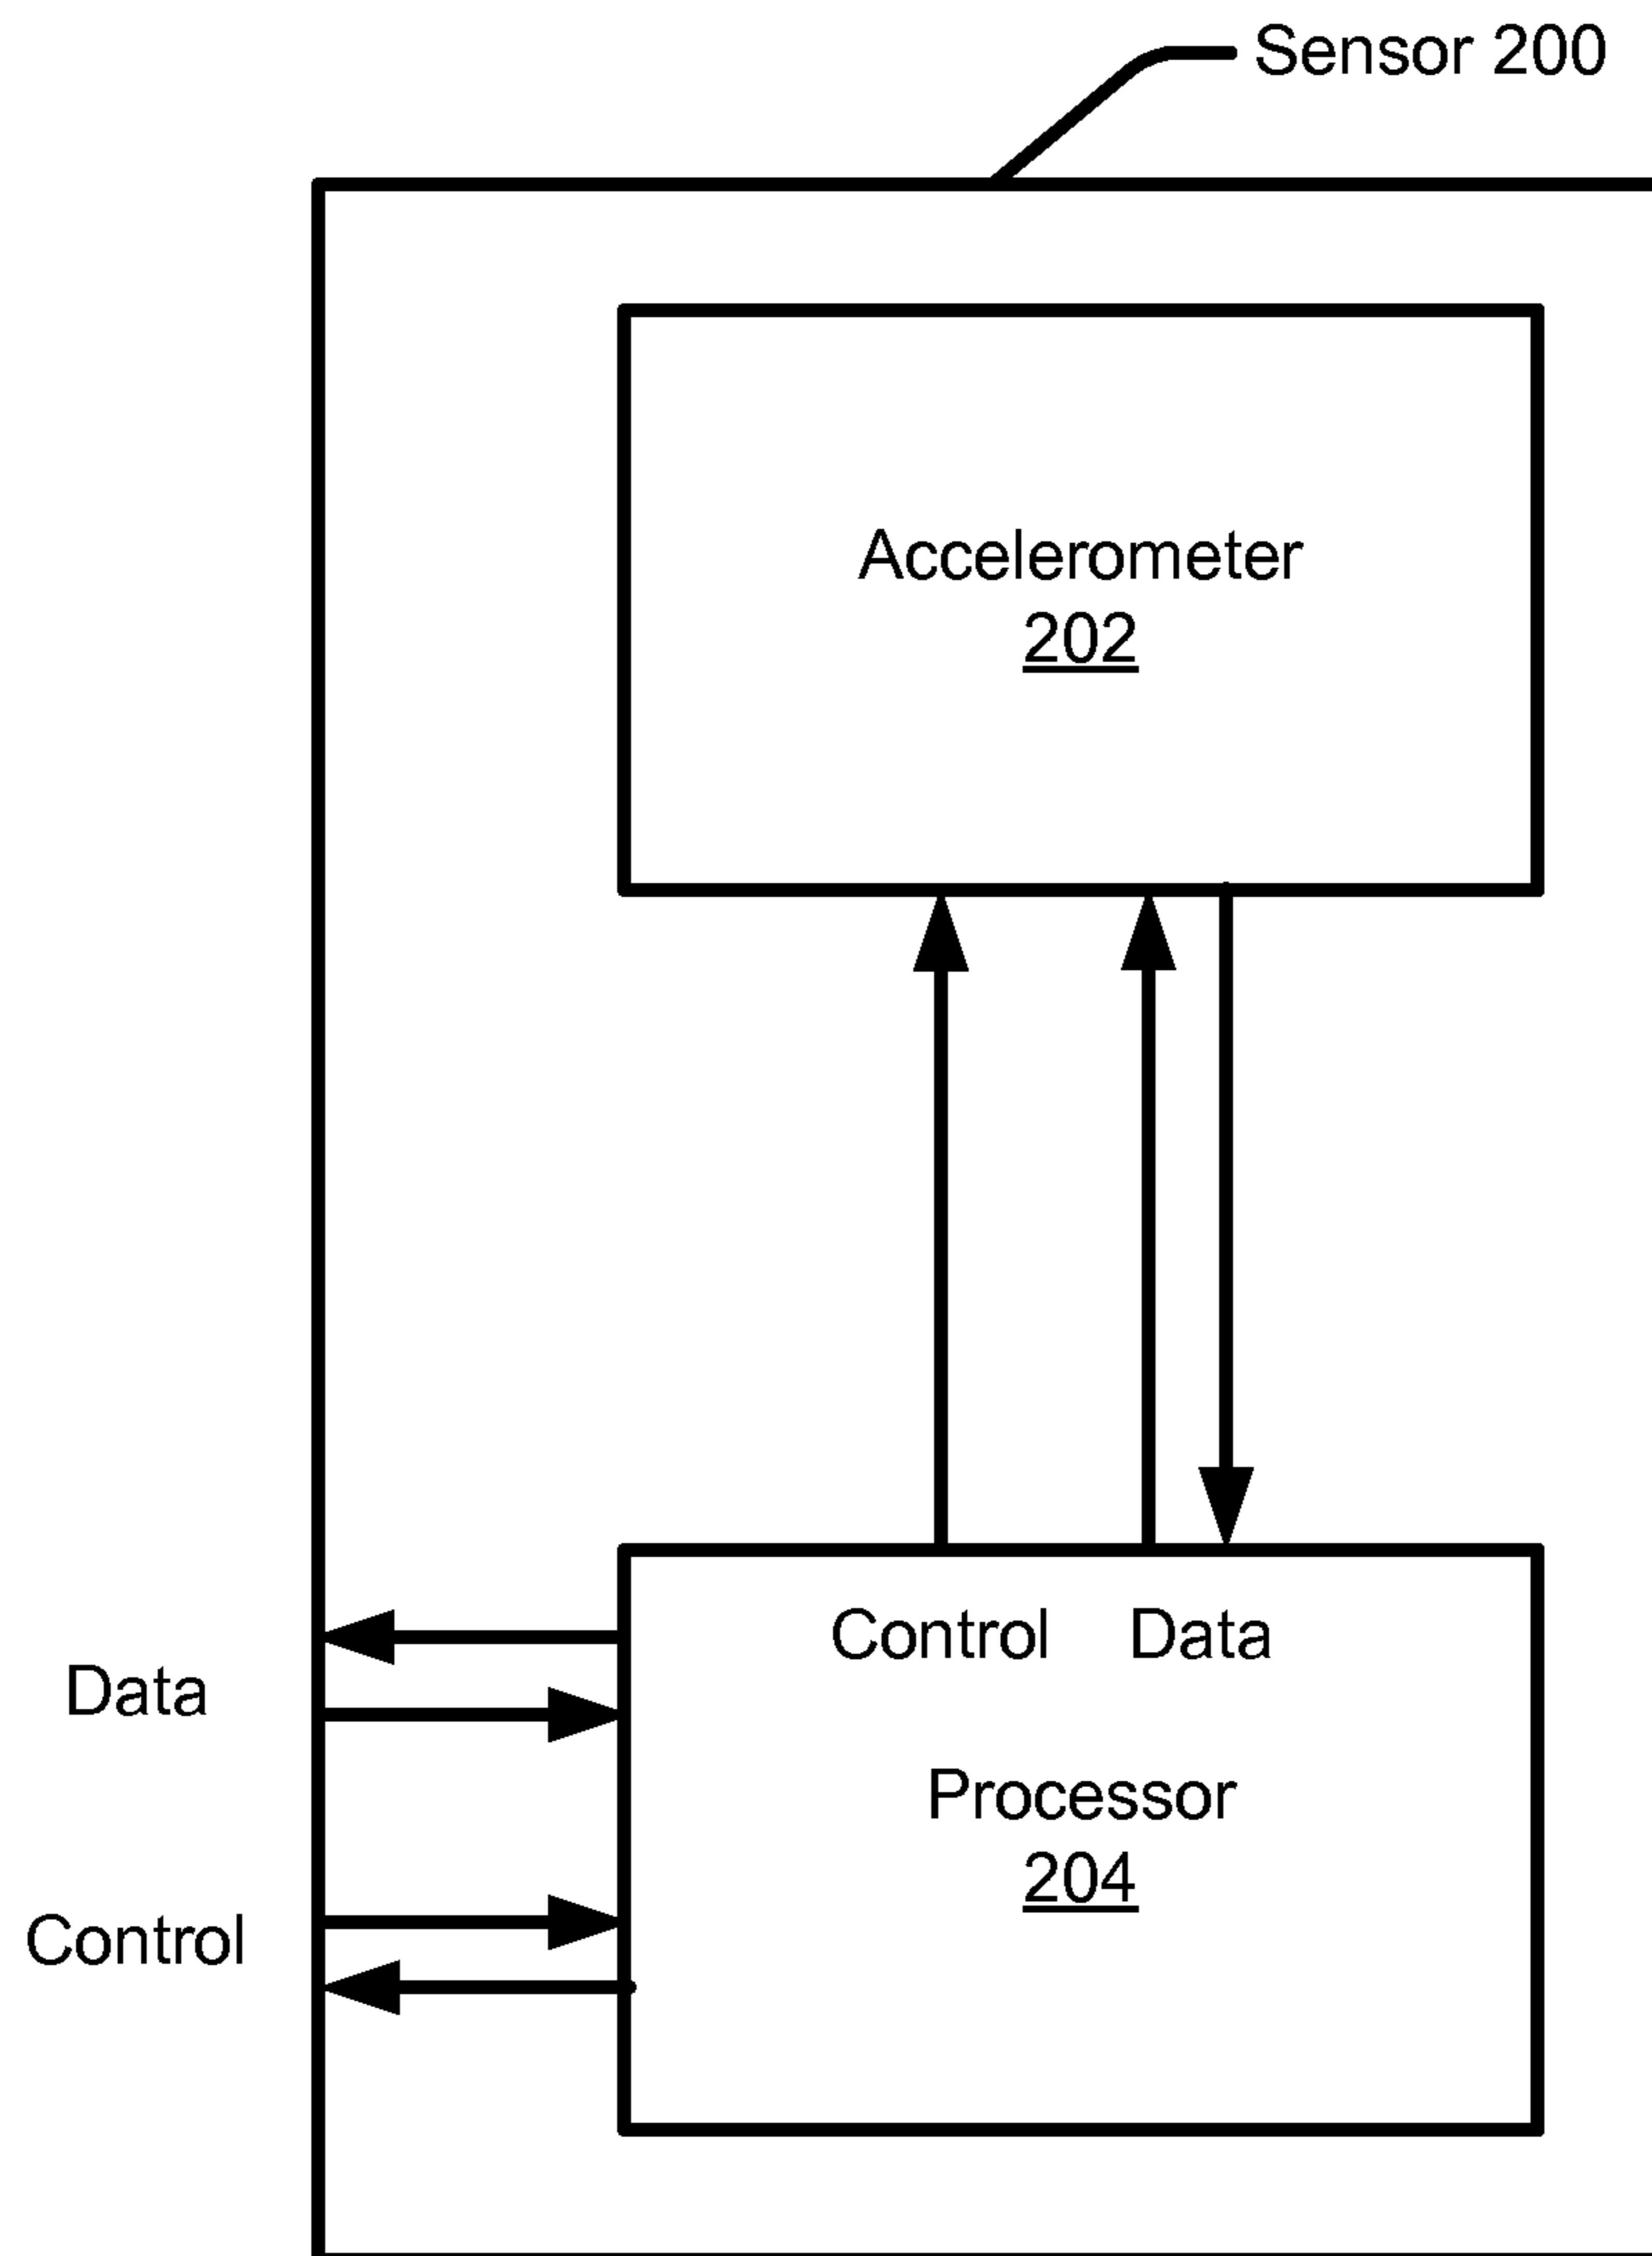 Sensor 200
Accelerometer
202
Control Data
Data
Processor
204
Control